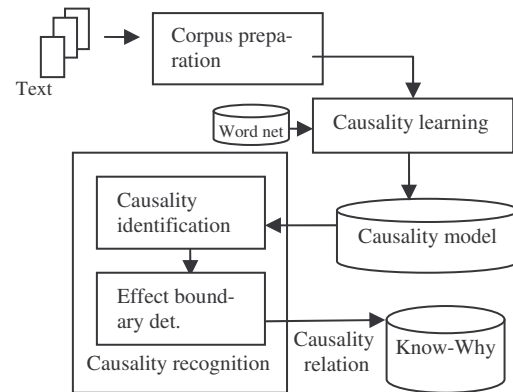 Corpus prepa-
ration
Text
Word net
Causality learning
Causality
identification
Causality model
Effect bound-
ary det.
Causality recognition
Causality
relation
Know-Why